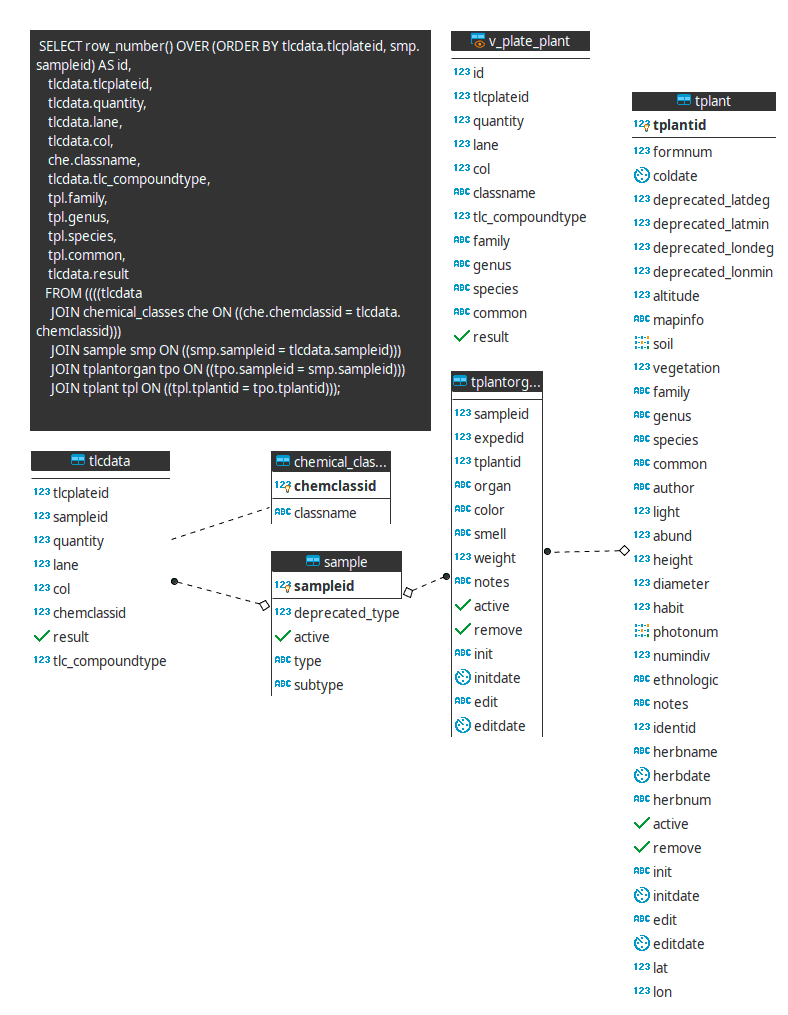 SELECT row_number() OVER (ORDER BY tlcdata.tlcplateid, smp.
sampleid) AS id,
tlcdata.tlcplateid,
tlcdata.quantity,
tlcdata.lane,
tlcdata.col,
che.classname,
tlcdata.tlc_compoundtype,
tpl.family,
tpl.genus,
tpl.species,
tpl.common,
tlcdata.result
FROM ((((tlcdata
JOIN chemical_classes che ON ((che.chemclassid = tlcdata.
chemclassid)))
JOIN sample smp ON ((smp.sampleid = tlcdata.sampleid)))
JOIN tplantorgan tpo ON ((tpo.sampleid = smp.sampleid)))
JOIN tplant tpl ON ((tpl.tplantid = tpo.tplantid)));
v_plate_plant
123 id
123 tlcplateid
123 quantity
123 lane
123 col
ABC classname
123 tlc_compoundtype
ABC family
ABC genus
ABC species
ABC common
result
tplant
123 tplantid
123 formnum
coldate
123 deprecated_latdeg
123 deprecated_latmin
123 deprecated_londeg
123 deprecated_lonmin
123 altitude
ABC mapinfo
soil
123 vegetation
ABC family
ABC genus
ABC species
ABC common
ABC author
123 light
123 abund
123 height
123 diameter
123 habit
photonum
123 numindiv
ABC ethnologic
ABC notes
123 identid
ABC herbname
herbdate
ABC herbnum
active
remove
ABC init
initdate
ABC edit
editdate
123 lat
123 lon
tplantorg...
123 sampleid
123 expedid
123 tplantid
ABC organ
ABC color
ABC smell
123 weight
ABC notes
active
remove
ABC init
initdate
ABC edit
editdate
tlcdata
123 tlcplateid
123 sampleid
123 quantity
123 lane
123 col
123 chemclassid
result
123 tlc_compoundtype
chemical_clas...
123 chemclassid
ABC classname
sample
123 sampleid
123 deprecated_type
active
ABC type
ABC subtype